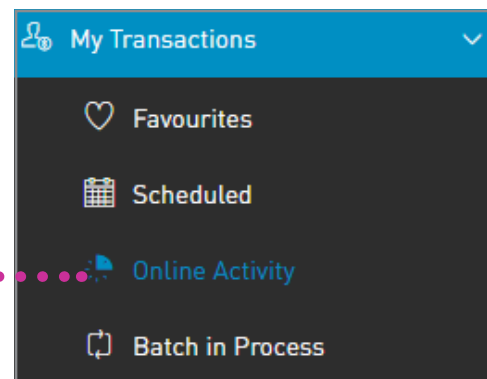 My Transactions
Favourites
Scheduled
Online Activity
Batch in Process